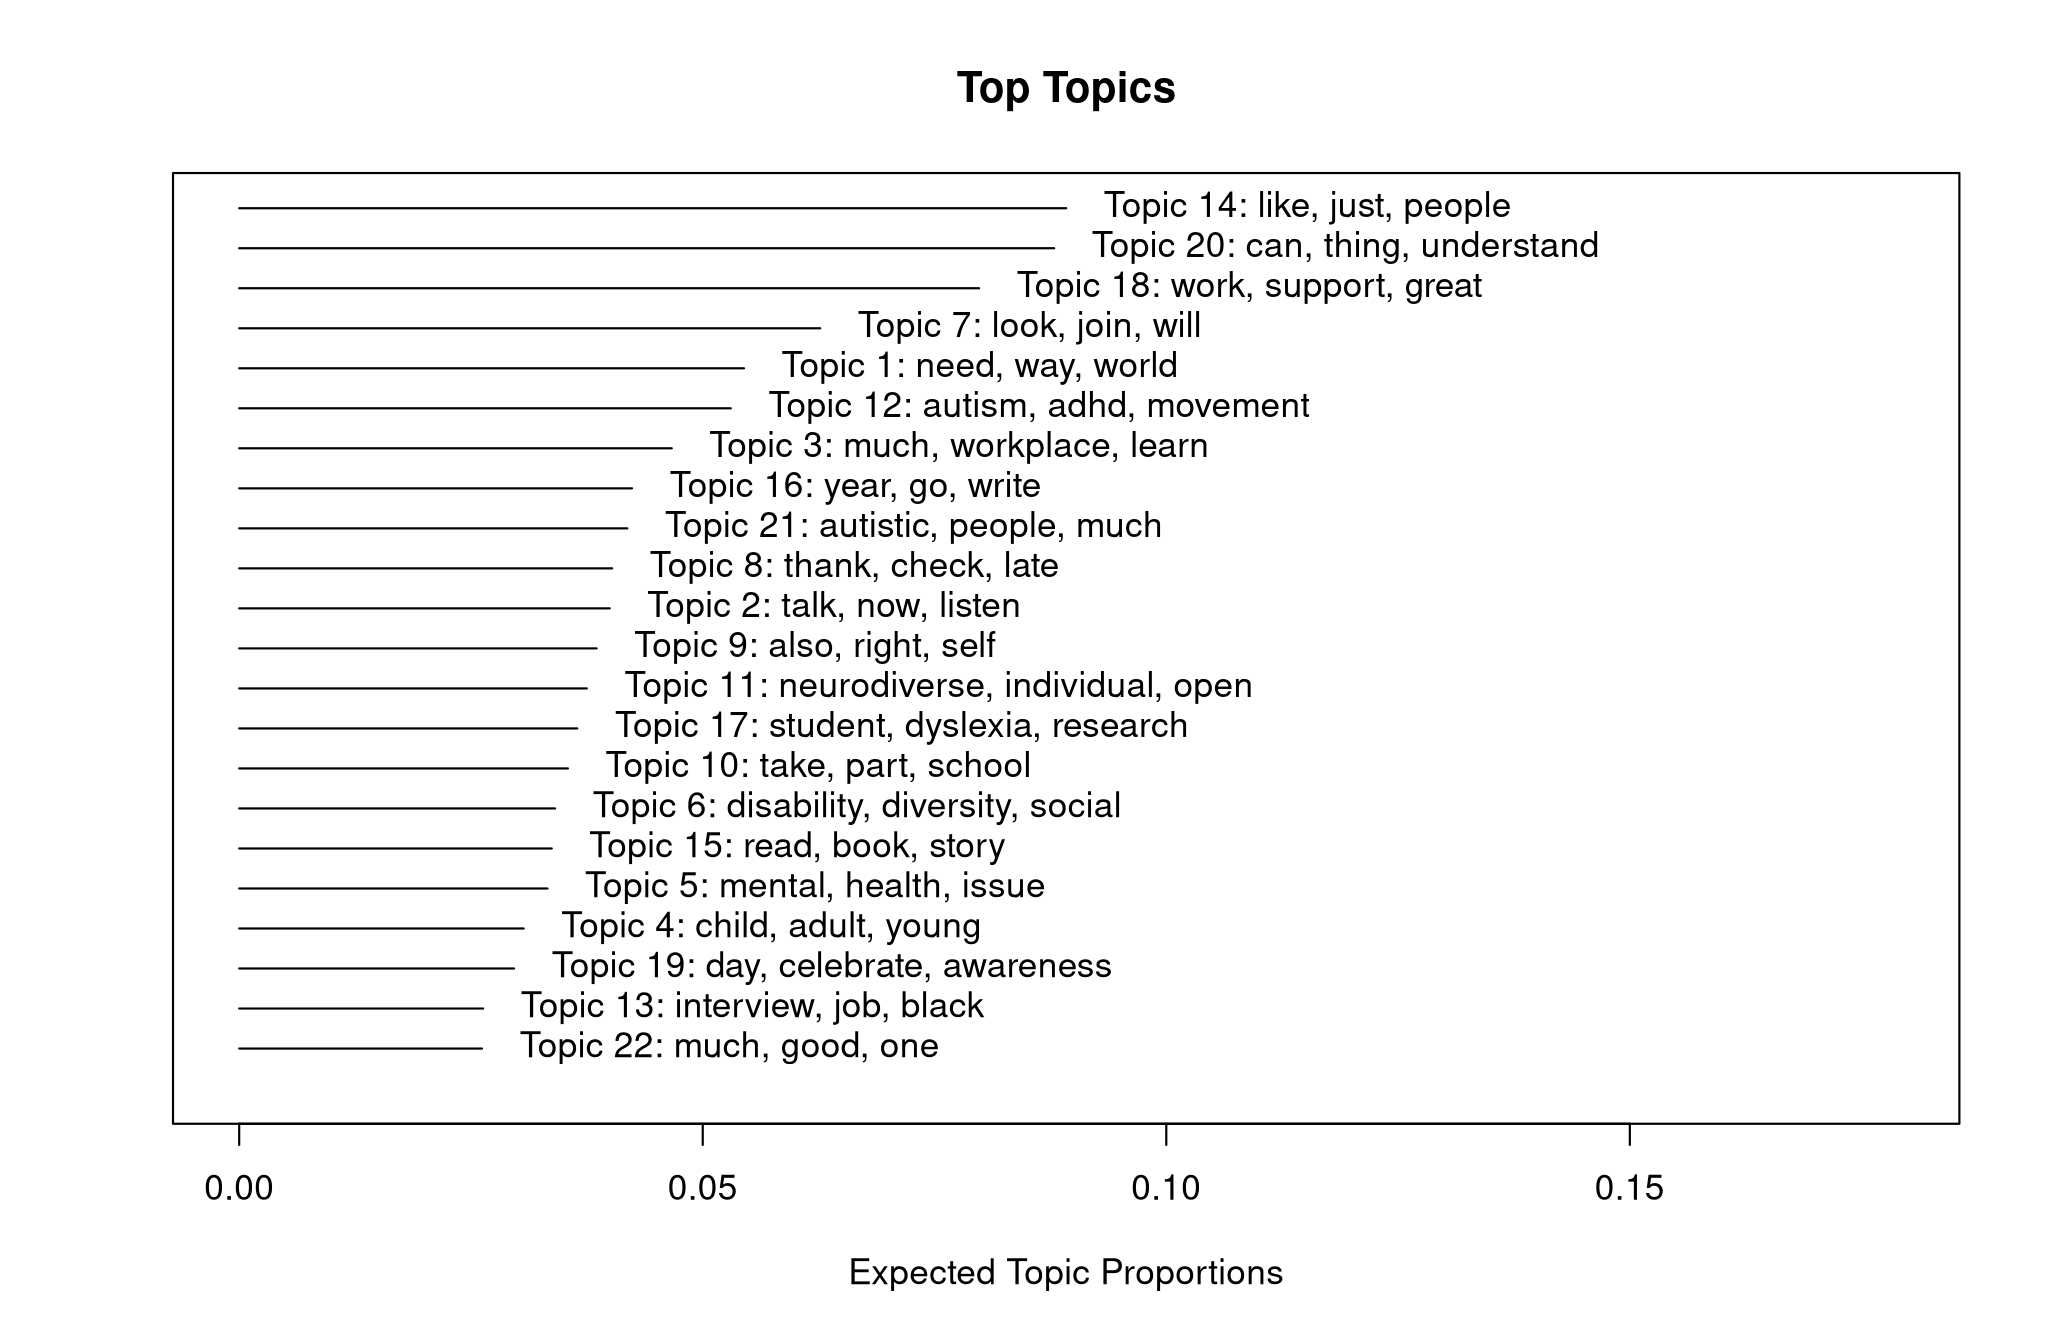 Top Topics
Topic 14: like, just, people
Topic 20: can, thing, understand
Topic 18: work, support, great
Topic 7: look, join, will
Topic 1: need, way, world
Topic 12: autism, adhd, movement
Topic 3: much, workplace, learn
Topic 16: year, go, write
Topic 21: autistic, people, much
Topic 8: thank, check, late
Topic 2: talk, now, listen
Topic 9: also, right, self
Topic 11: neurodiverse, individual, open
Topic 17: student, dyslexia, research
Topic 10: take, part, school
Topic 6: disability, diversity, social
Topic 15: read, book, story
Topic 5: mental, health, issue
Topic 4: child, adult, young
Topic 19: day, celebrate, awareness
Topic 13: interview, job, black
Topic 22: much, good, one
0.00 0.05 0.10 0.15
Expected Topic Proportions